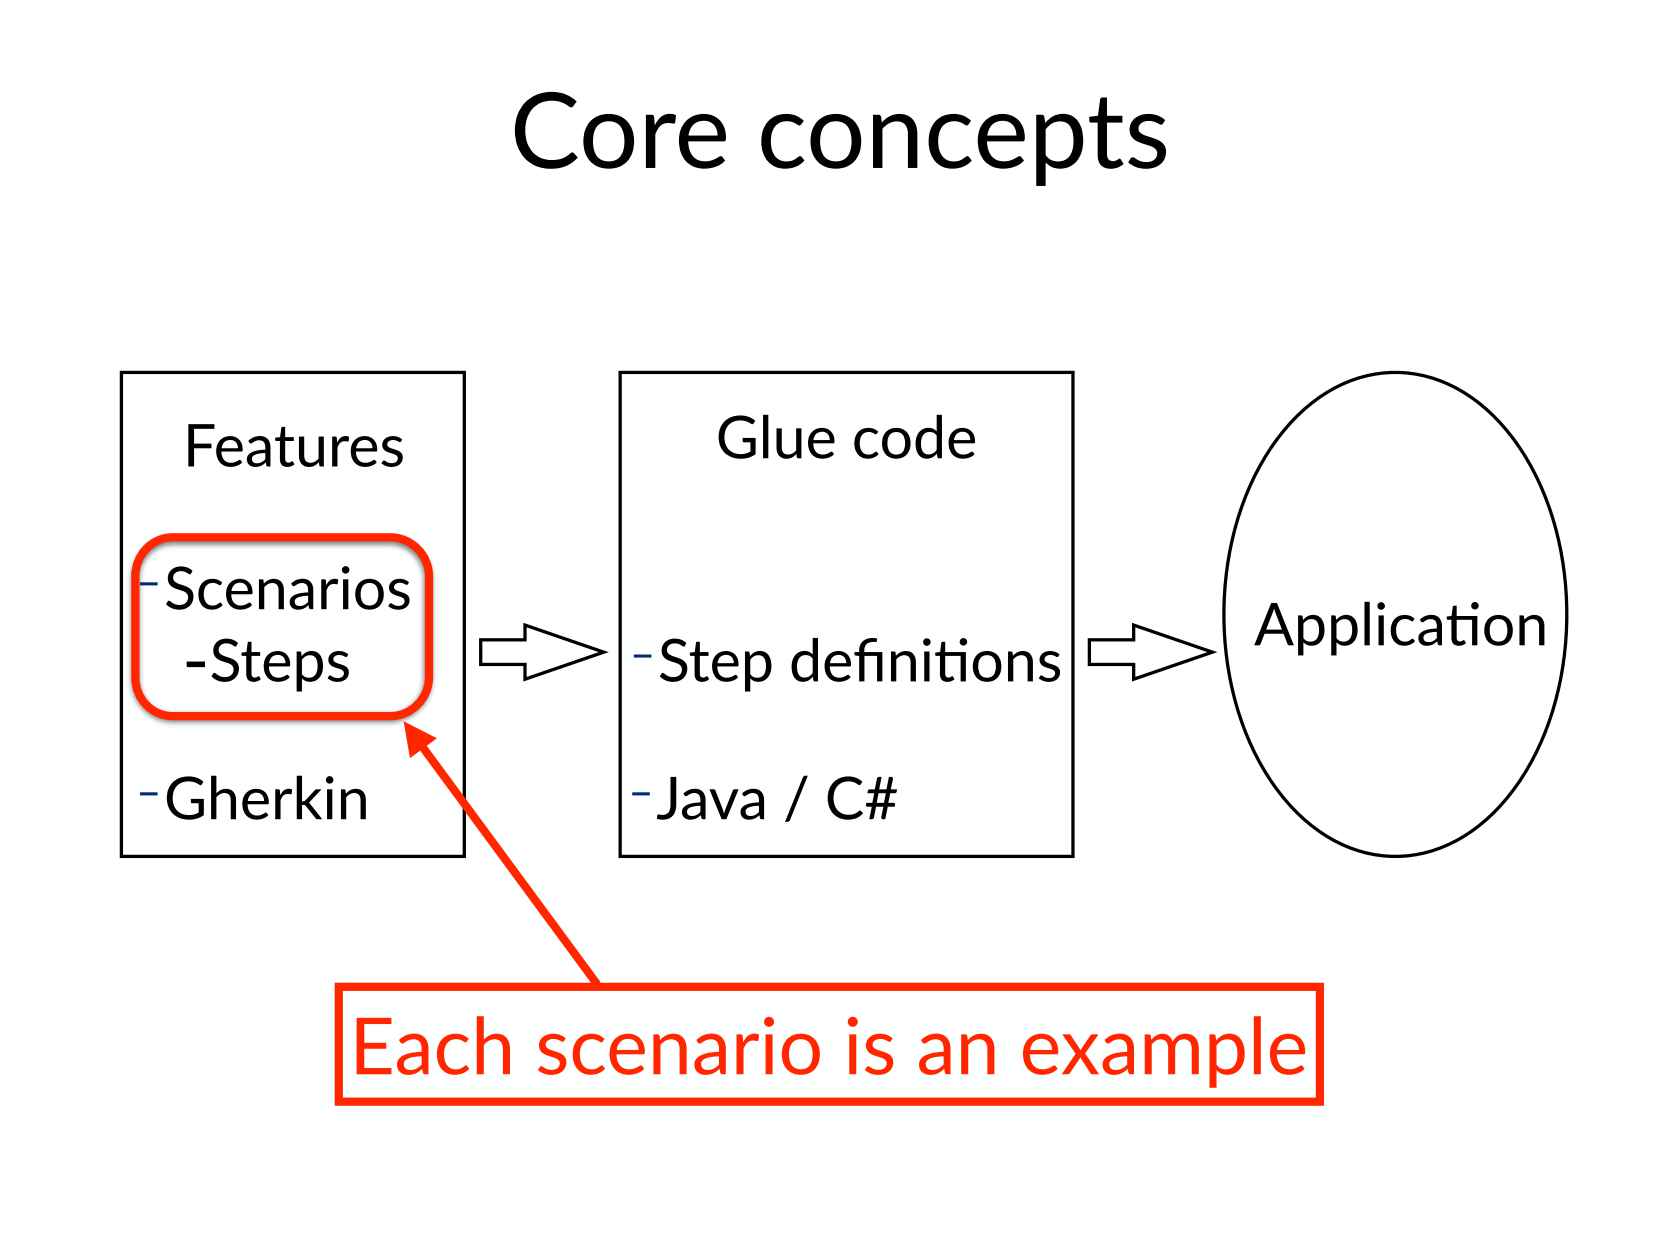 Core concepts
Features
–Scenarios
-Steps
–Gherkin
Glue code
–Step definitions
–Java / C#
Application
Each scenario is an example